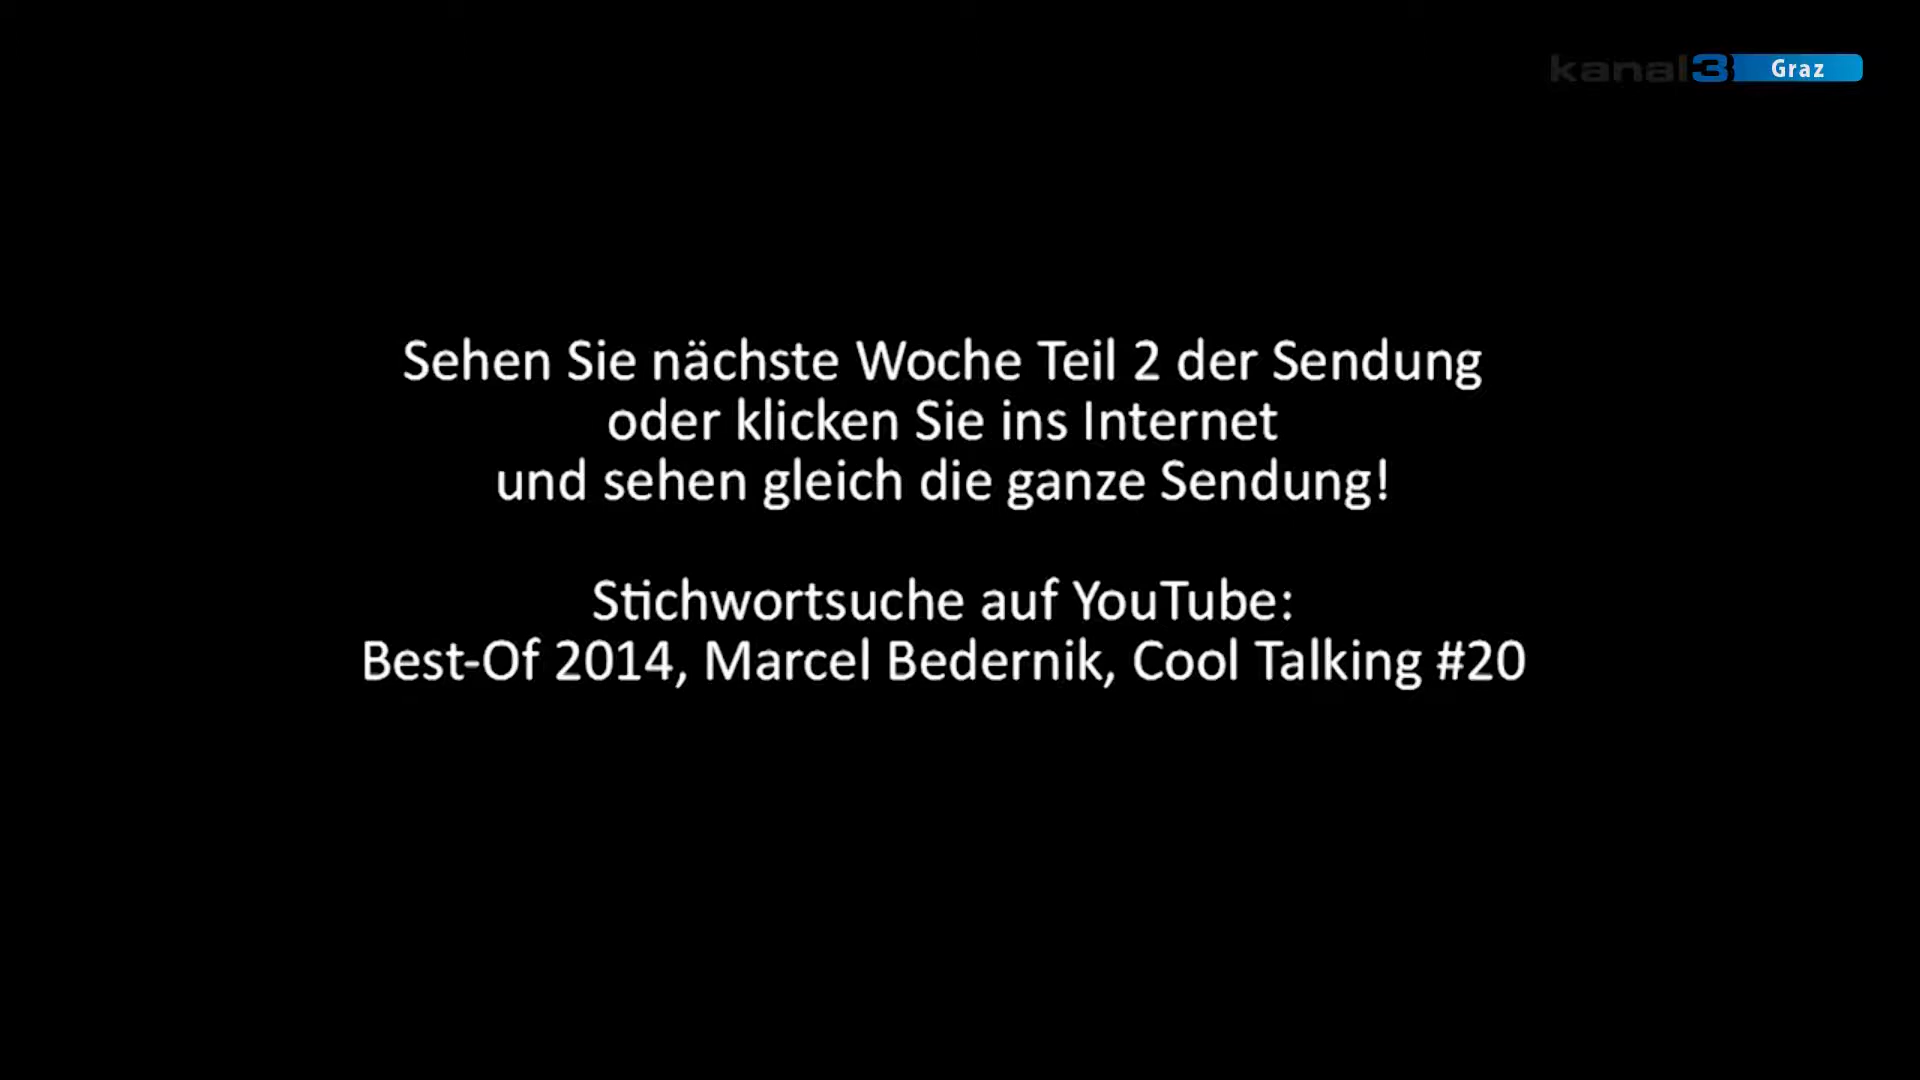 kanal3 Graz
Sehen Sie nächste Woche Teil 2 der Sendung
oder klicken Sie ins Internet
und sehen gleich die ganze Sendung!
Stichwortsuche auf YouTube:
Best-Of 2014, Marcel Bedernik, Cool Talking #20